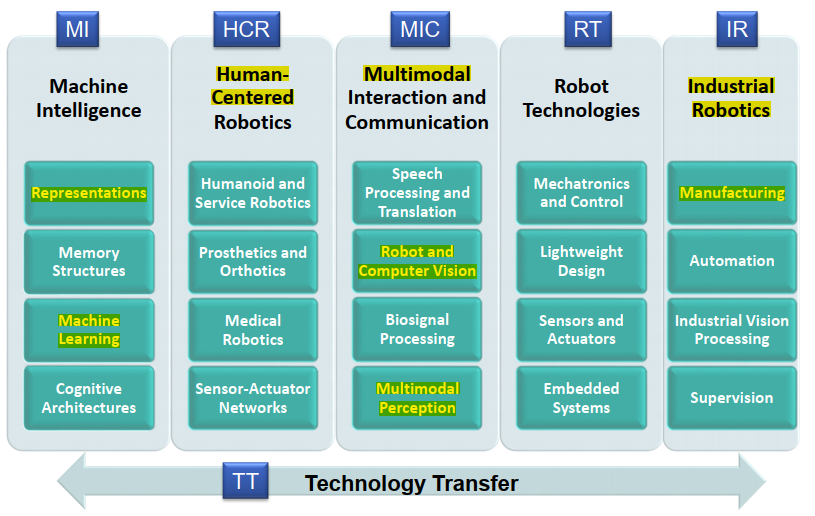 MI
Machine
Intelligence
Representations
Memory
Structures
Machine
Learning
Cognitive
Architectures
HCR
Human-
Centered
Robotics
Humanoid and
Service Robotics
Prosthetics and
Orthotics
Medical
Robotics
Sensor-Actuator
Networks
MIC
Multimodal
Interaction and
Communication
Speech
Processing and
Translation
Robot and
Computer Vision
Biosignal
Processing
Multimodal
Perception
RT
Robot
Technologies
Mechatronics
and Control
Lightweight
Design
Sensors and
Actuators
Embedded
Systems
IR
Industrial
Robotics
Manufacturing
Automation
Industrial Vision
Processing
Supervision
TT
Technology Transfer